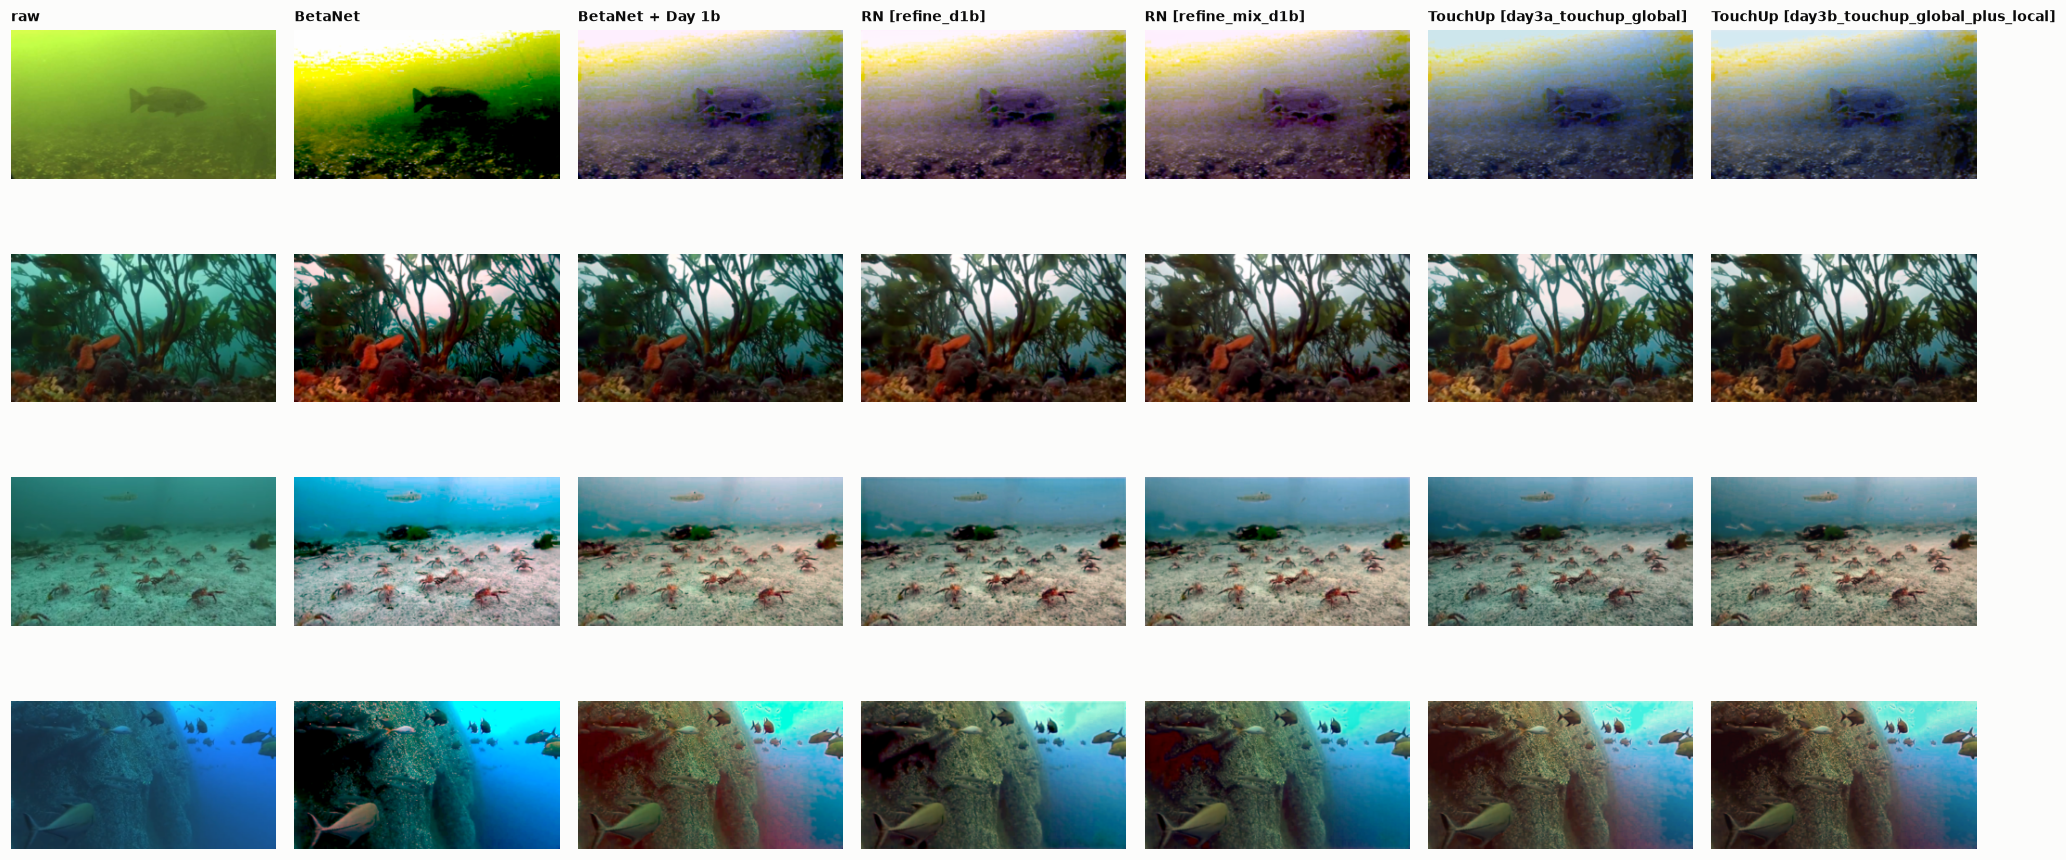 raw
BetaNet
BetaNet + Day 1b
RN [refine_d1b]
RN [refine_mix_d1b]
TouchUp [day3a_touchup_global]
TouchUp [day3b_touchup_global_plus_local]